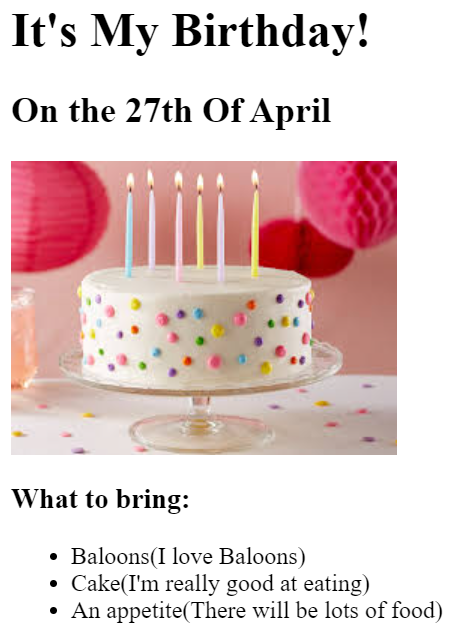 It's My Birthday!
On the 27th Of April
What to bring:
Baloons(I love Baloons)
Cake(I'm really good at eating)
An appetite(There will be lots of food)